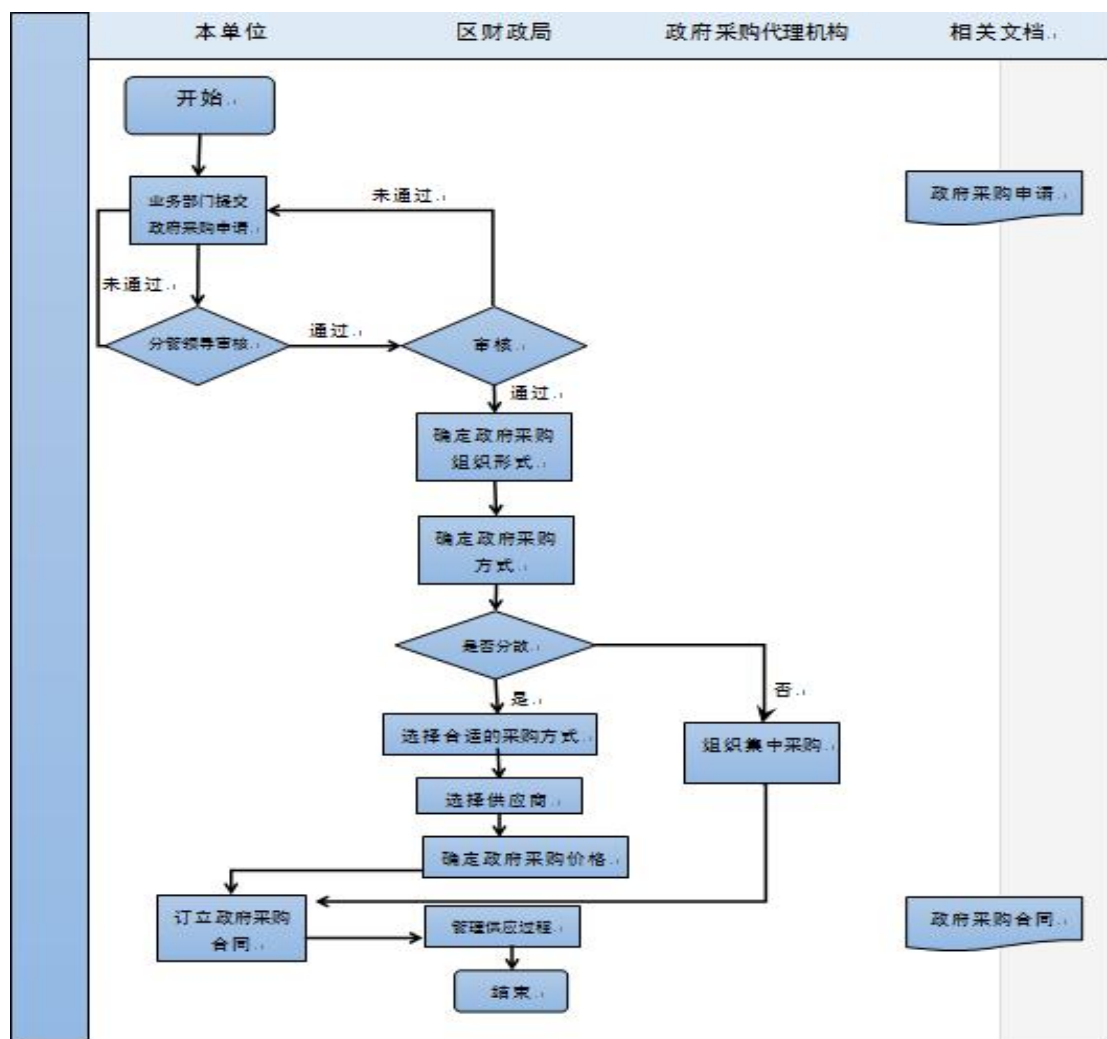 本单位
区财政局
政府采购代理机构
相关文档
开始
业务部门提交
政府采购申请
未通过
政府采购申请
未通过
分管领导审核
通过
审核
通过
确定政府采购
组织形式
确定政府采购
方式
是否分散
是
否
选择合适的采购方式
组织集中采购
选择供应商
确定政府采购价格
订立政府采购
合同
管理供应过程
政府采购合同
结束